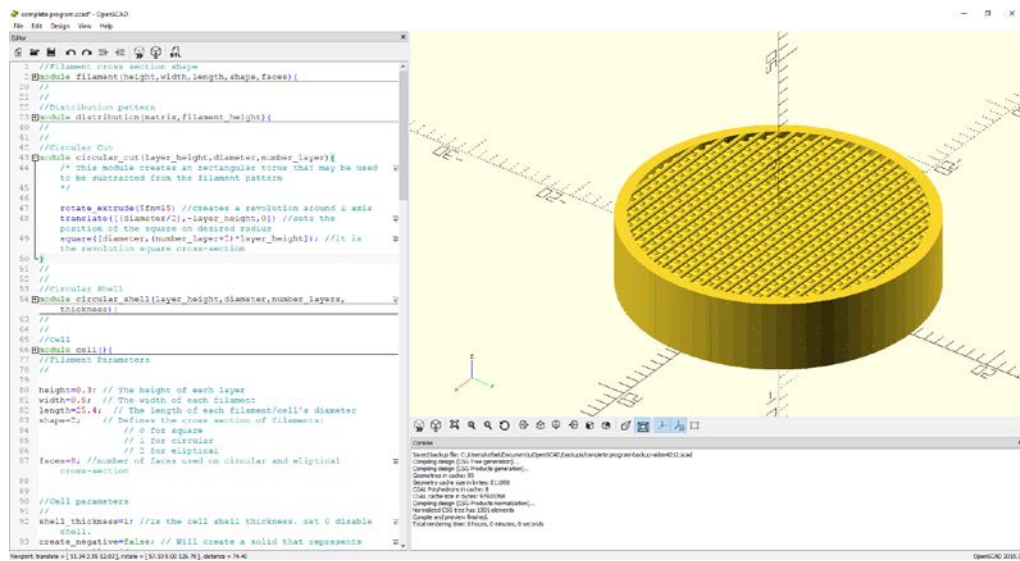 complete program.scad* - OpenSCAD
File Edit Design View Help
Editor
1 //Filament cross section shape
2 module filament(height,width,length,shape,faces){
20 //
21 //
22 //Distribution pattern
23 module distribution(matrix,filament_height){
40 //
41 //
42 //Circular Cut
43 module circular_cut(layer_height,diameter,number_layer){
44 /* This module creates an rectangular torus that may be used
to be subtracted from the filament pattern
45 */
46
47 rotate_extrude($fn=15) //creates a revolution around z axis
48 translate([(diameter/2),-layer_height,0]) //sets the
position of the square on desired radius
49 square([diameter,(number_layer+2)*layer_height]); //it is
the revolution square cross-section
50 }
51 //
52 //
53 //Circular Shell
54 module circular_shell(layer_height,diameter,number_layers,
thickness){
63 //
64 //
65 //Cell
66 module cell(){
77 //Filament Parameters
78 //
79
80 height=0.3; // The height of each layer
81 width=0.5; // The width of each filament
82 length=25.4; // The length of each filament/cell's diameter
83 shape=2; // Defines the cross section of filaments:
84 // 0 for square
85 // 1 for circular
86 // 2 for eliptical
87 faces=8; //number of faces used on circular and eliptical
cross-section
88
89
90 //Cell parameters
91 //
92 shell_thickness=1; //is the cell shell thickness. Set 0 disable
shell.
93 create_negative=false; // Will create a solid that represents
Console
Compiling design (CSG Tree generation)...
Compiling design (CSG Products generation)...
Compiling design (CSG Products normalization)...
Normalized CSG tree has 1001 elements
Compile and preview finished.
Total rendering time: 0 hours, 0 minutes, 0 seconds